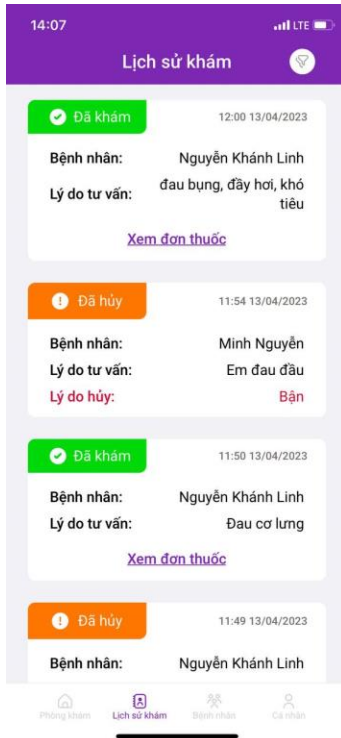 14:07 LTE
Lịch sử khám
Đã khám 12:00 13/04/2023
Bệnh nhân: Nguyễn Khánh Linh
Lý do tư vấn: đau bụng, đầy hơi, khó
tiêu
Xem đơn thuốc
Đã hủy 11:54 13/04/2023
Bệnh nhân: Minh Nguyễn
Lý do tư vấn: Em đau đầu
Lý do hủy: Bận
Đã khám 11:50 13/04/2023
Bệnh nhân: Nguyễn Khánh Linh
Lý do tư vấn: Đau cơ lưng
Xem đơn thuốc
Đã hủy 11:49 13/04/2023
Bệnh nhân: Nguyễn Khánh Linh
Phòng khám Lịch sử khám Bệnh nhân Cá nhân